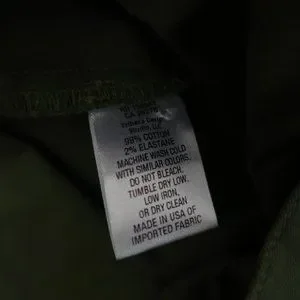 98% COTTON
2% ELASTANE
MACHINE WASH COLD
WITH SIMILAR COLORS.
DO NOT BLEACH.
TUMBLE DRY LOW.
LOW IRON.
OR DRY CLEAN
MADE IN USA OF
IMPORTED FABRIC